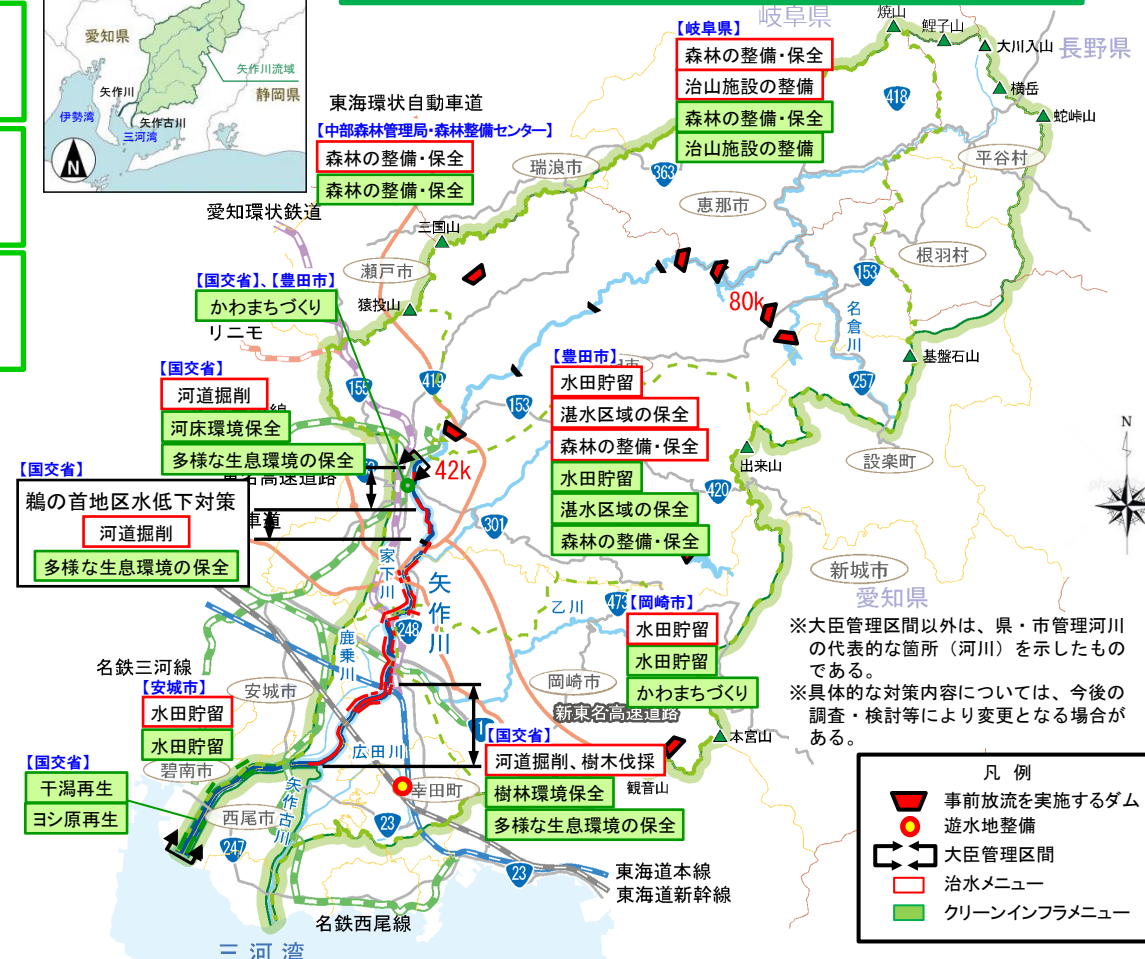 愛知県
矢作川流域
静岡県
矢作川
伊勢湾
矢作古川
三河湾
N
岐阜県
焼山
鯉子山
大川入山
長野県
横岳
蛇峠山
平谷村
【岐阜県】
森林の整備・保全
治山施設の整備
森林の整備・保全
治山施設の整備
418
東海環状自動車道
【中部森林管理局・森林整備センター】
森林の整備・保全
森林の整備・保全
瑞浪市
363
恵那市
愛知環状鉄道
三国山
瀬戸市
根羽村
153
80k
名倉川
【国交省】、【豊田市】
かわまちづくり
猿投山
リニモ
基盤石山
257
【国交省】
河道掘削
河床環境保全
多様な生息環境の保全
155
419
153
【豊田市】
水田貯留
湛水区域の保全
森林の整備・保全
水田貯留
湛水区域の保全
森林の整備・保全
出来山
設楽町
420
42k
【国交省】
鵜の首地区水低下対策
河道掘削
多様な生息環境の保全
301
家下川
矢作川
新城市
愛知県
乙川
473
【岡崎市】
水田貯留
水田貯留
かわまちづくり
248
鹿乗川
名鉄三河線
安城市
岡崎市
新東名高速道路
本宮山
【安城市】
水田貯留
水田貯留
広田川
【国交省】
河道掘削、樹木伐採
樹林環境保全
多様な生息環境の保全
観音山
碧南市
【国交省】
干潟再生
ヨシ原再生
矢作古川
幸田町
西尾市
23
247
23
東海道本線
東海道新幹線
名鉄西尾線
三河湾
N
※大臣管理区間以外は、県・市管理河川
の代表的な箇所（河川）を示したもの
である。
※具体的な対策内容については、今後の
調査・検討等により変更となる場合が
ある。
凡 例
事前放流を実施するダム
遊水地整備
大臣管理区間
治水メニュー
クリーンインフラメニュー